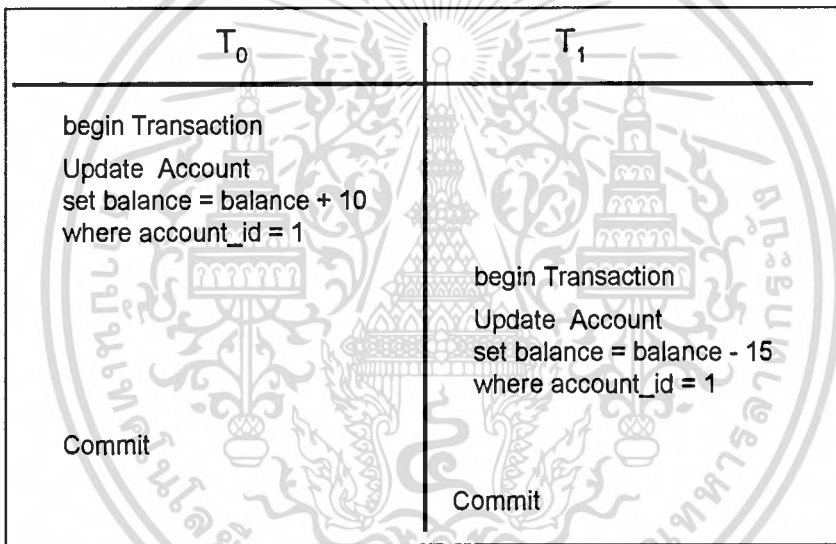 T₀
T₁
begin Transaction
Update Account
set balance = balance + 10
where account_id = 1
begin Transaction
Update Account
set balance = balance - 15
where account_id = 1
Commit
Commit